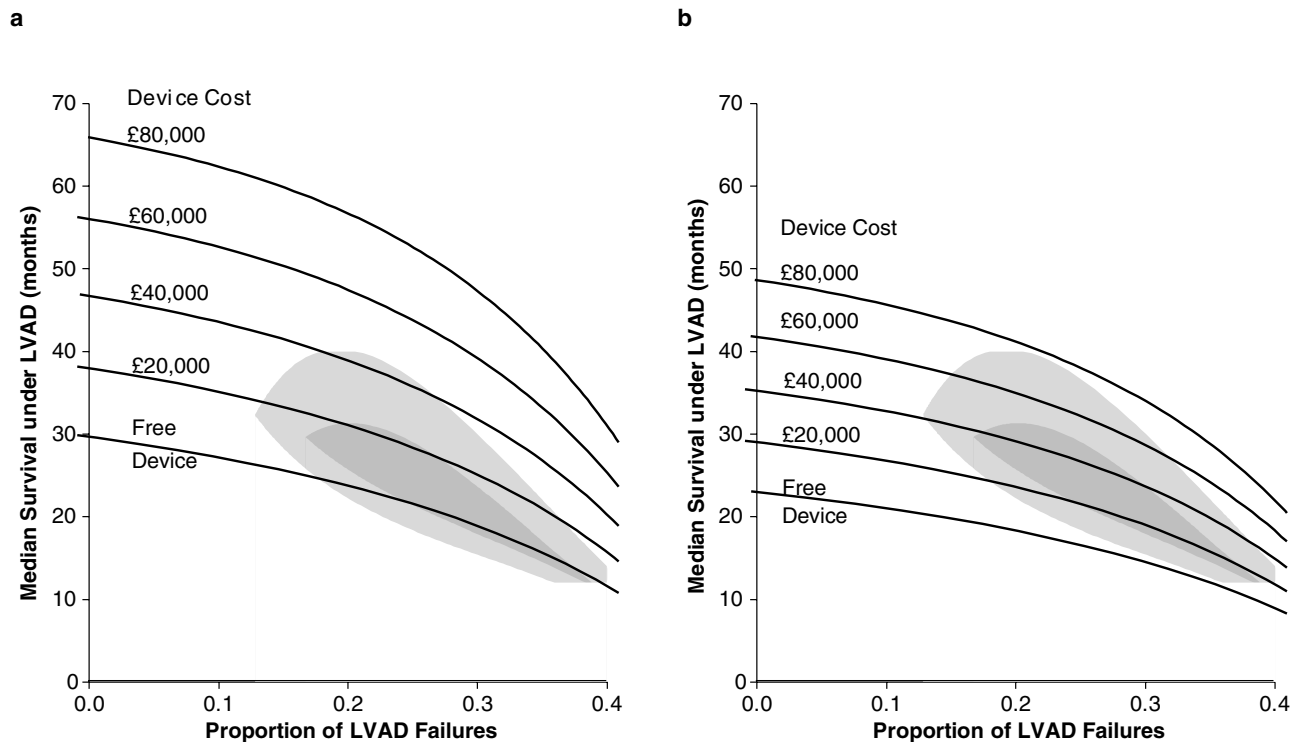 a
Device Cost
70
£80,000
60
£60,000
50
£40,000
40
£20,000
30
Free
Device
20
10
0
0.0 0.1 0.2 0.3 0.4
Median Survival under LVAD (months)
Proportion of LVAD Failures
b
70
60
Device Cost
50
£80,000
£60,000
40
£40,000
30
£20,000
Free
20
Device
10
0
0.0 0.1 0.2 0.3 0.4
Median Survival under LVAD (months)
Proportion of LVAD Failures